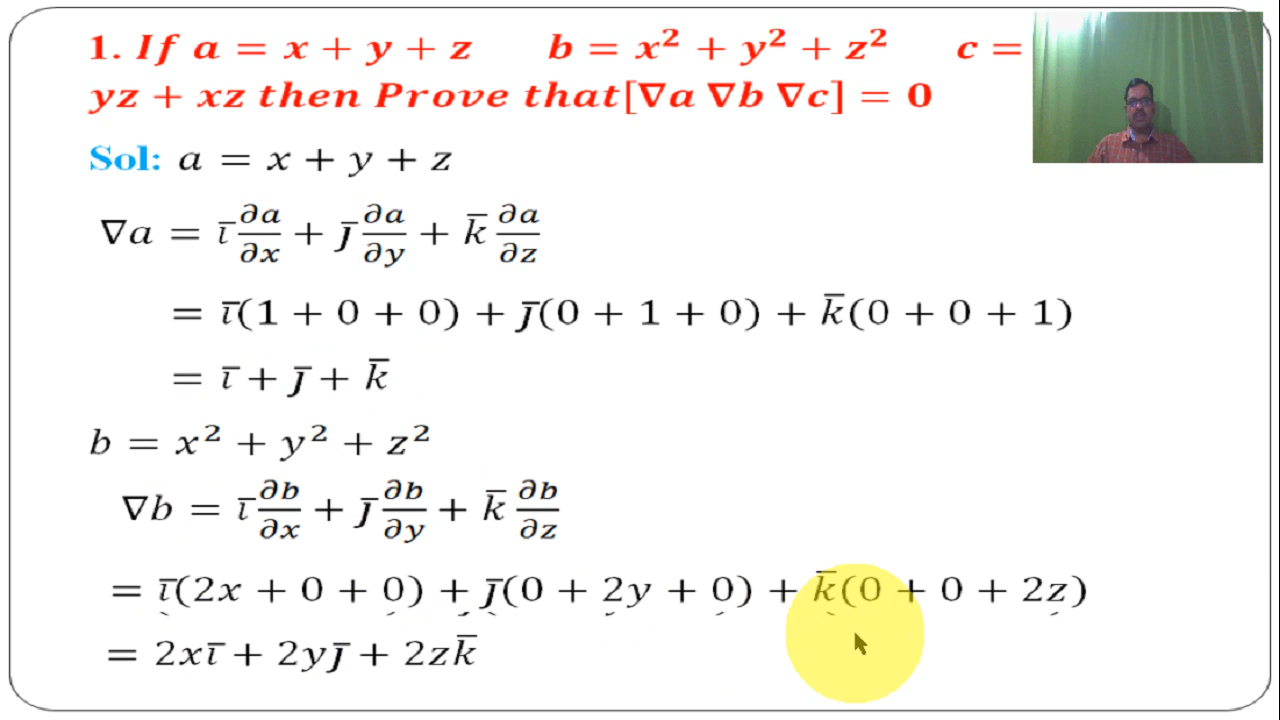 1. If a = x + y + z b = x² + y² + z² c =
yz + xz then Prove that[∇a ∇b ∇c] = 0
Sol: a = x + y + z
∇a = ī ∂a/∂x + j̄ ∂a/∂y + k̄ ∂a/∂z
= ī(1 + 0 + 0) + j̄(0 + 1 + 0) + k̄(0 + 0 + 1)
= ī + j̄ + k̄
b = x² + y² + z²
∇b = ī ∂b/∂x + j̄ ∂b/∂y + k̄ ∂b/∂z
= ī(2x + 0 + 0) + j̄(0 + 2y + 0) + k̄(0 + 0 + 2z)
= 2xī + 2yj̄ + 2zk̄